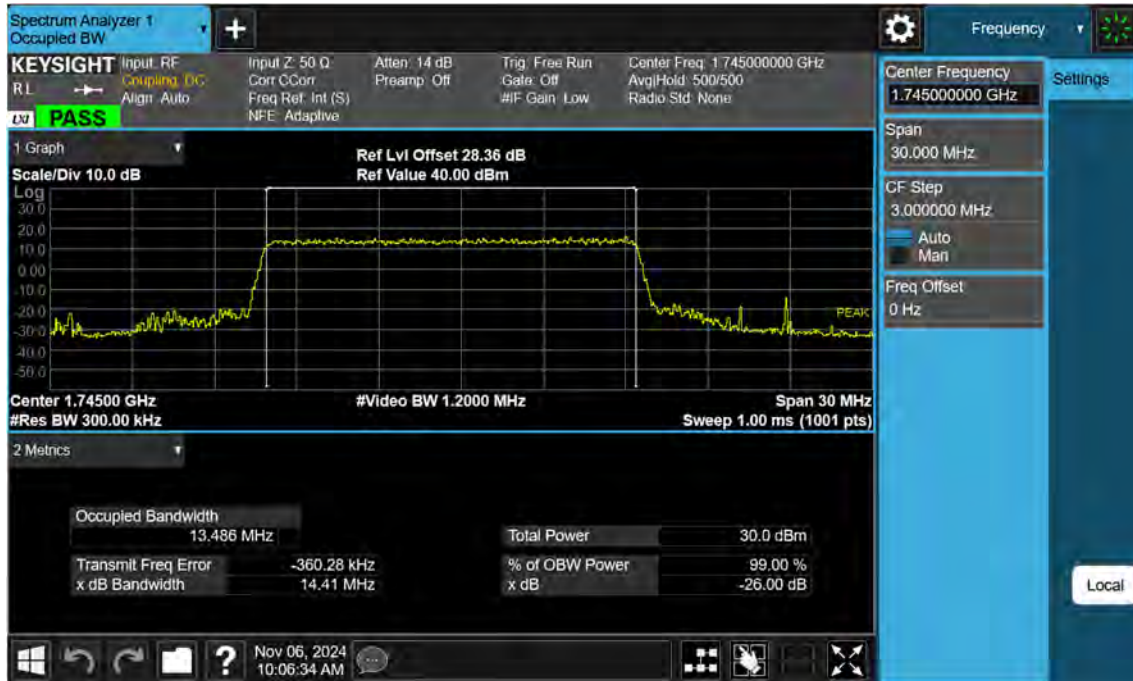 Spectrum Analyzer 1
Occupied BW
Frequency
KEYSIGHT
RL
LXI
PASS
Input: RF
Coupling: DC
Align: Auto
Input Z: 50 Ω
Corr CCorr
Freq Ref: Int (S)
NFE: Adaptive
Atten: 14 dB
Preamp: Off
Trig: Free Run
Gate: Off
#IF Gain: Low
Center Freq: 1.745000000 GHz
Avg|Hold: 500/500
Radio Std: None
Center Frequency
1.745000000 GHz
Settings
Span
30.000 MHz
CF Step
3.000000 MHz
Auto
Man
Freq Offset
0 Hz
1 Graph
Scale/Div 10.0 dB
Ref Lvl Offset 28.36 dB
Ref Value 40.00 dBm
Log
30.0
20.0
10.0
0.00
-10.0
-20.0
-30.0
-40.0
-50.0
PEAK
Center 1.74500 GHz
#Video BW 1.2000 MHz
Span 30 MHz
#Res BW 300.00 kHz
Sweep 1.00 ms (1001 pts)
2 Metrics
Occupied Bandwidth
13.486 MHz
Total Power 30.0 dBm
Transmit Freq Error -360.28 kHz
% of OBW Power 99.00 %
x dB Bandwidth 14.41 MHz
x dB -26.00 dB
Local
?
Nov 06, 2024
10:06:34 AM